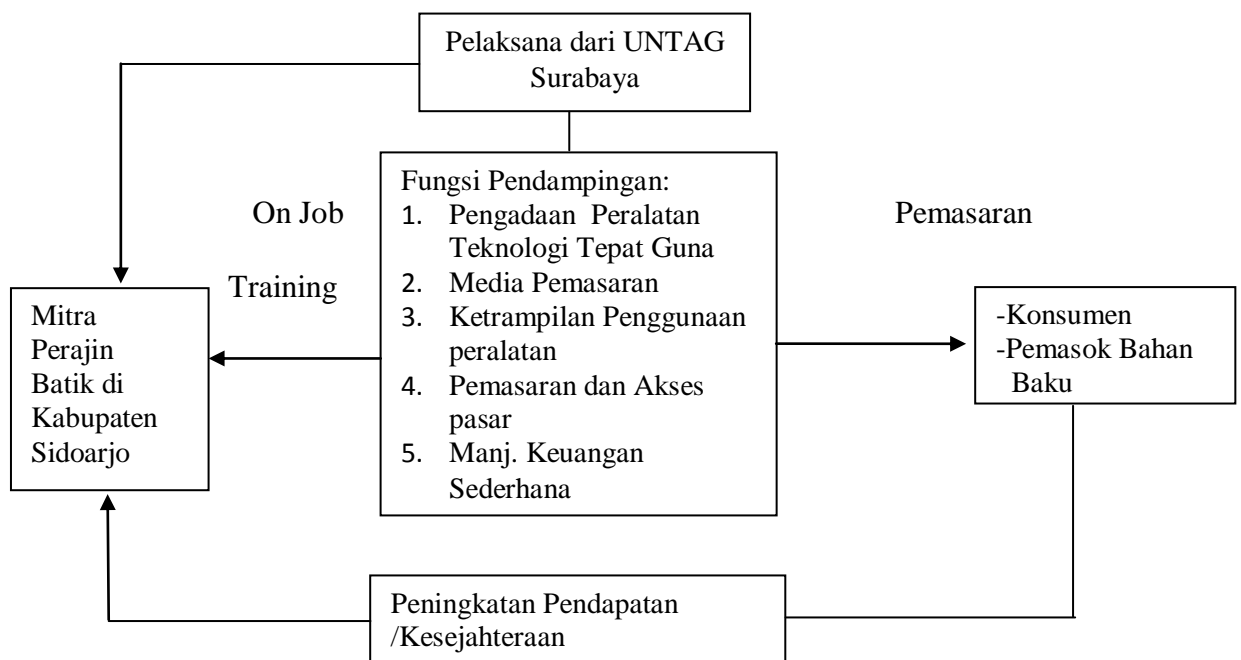 Pelaksana dari UNTAG
Surabaya
Fungsi Pendampingan:
1. Pengadaan Peralatan
Teknologi Tepat Guna
2. Media Pemasaran
3. Ketrampilan Penggunaan
peralatan
4. Pemasaran dan Akses
pasar
5. Manj. Keuangan
Sederhana
On Job
Training
Pemasaran
Mitra
Perajin
Batik di
Kabupaten
Sidoarjo
-Konsumen
-Pemasok Bahan
Baku
Peningkatan Pendapatan
/Kesejahteraan